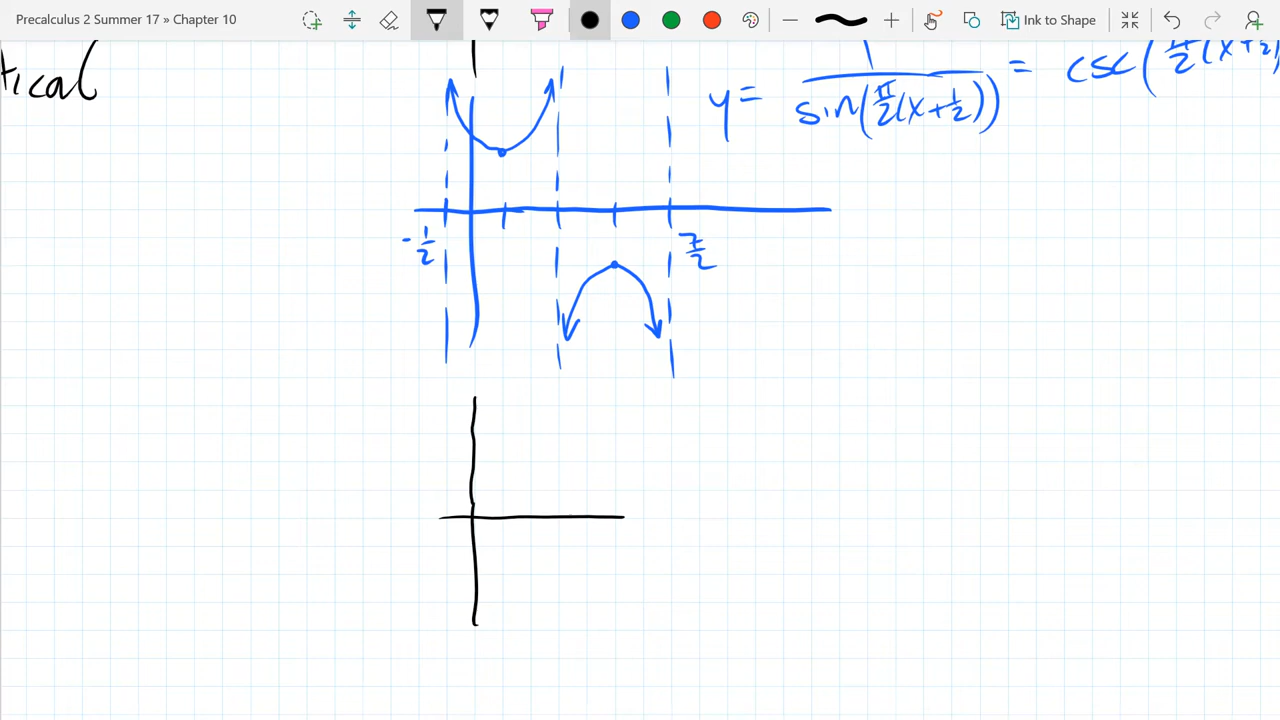 Precalculus 2 Summer 17 » Chapter 10
Ink to Shape
tical
y = 1/sin(π/2(x+1/2)) = csc(π/2(x+
-1/2
7/2